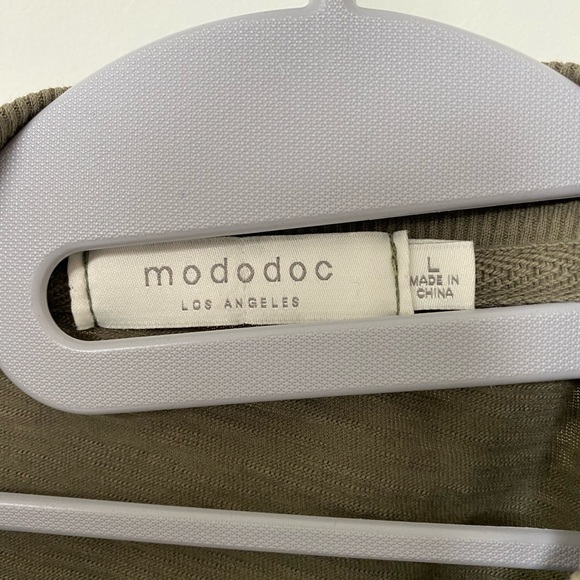 mododoc
LOS ANGELES
L
MADE IN
CHINA